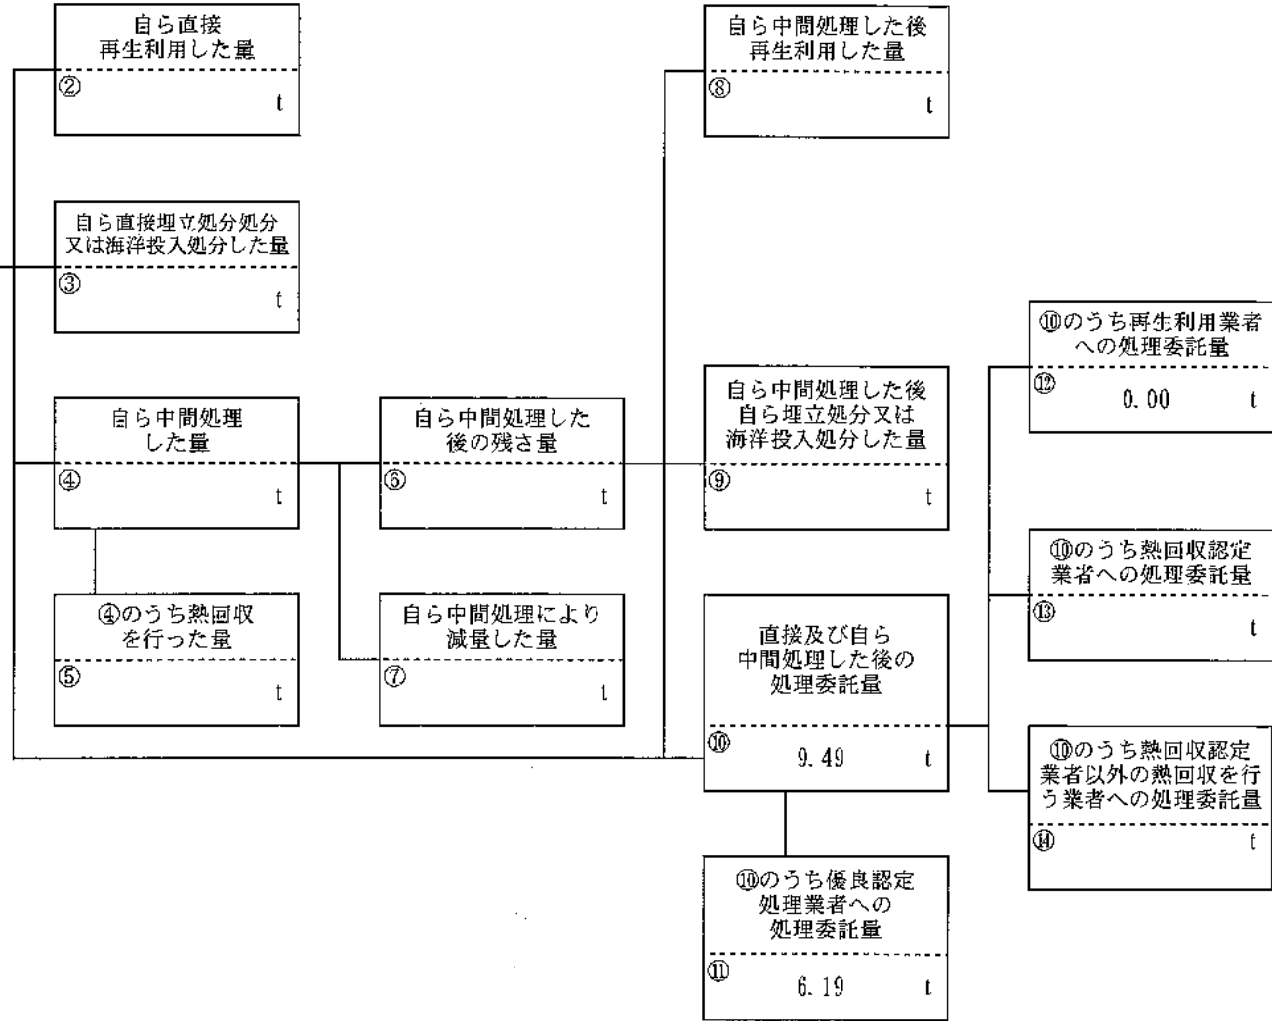 自ら直接
再生利用した量
②
t
自ら直接埋立処分処分
又は海洋投入処分した量
③
t
自ら中間処理
した量
④
t
④のうち熱回収
を行った量
⑤
t
自ら中間処理した
後の残さ量
⑥
t
自ら中間処理により
減量した量
⑦
t
自ら中間処理した後
再生利用した量
⑧
t
自ら中間処理した後
自ら埋立処分又は
海洋投入処分した量
⑨
t
直接及び自ら
中間処理した後の
処理委託量
⑩
9.49 t
⑩のうち優良認定
処理業者への
処理委託量
⑪
6.19 t
⑩のうち再生利用業者
への処理委託量
⑫
0.00 t
⑩のうち熱回収認定
業者への処理委託量
⑬
t
⑩のうち熱回収認定
業者以外の熱回収を行
う業者への処理委託量
⑭
t